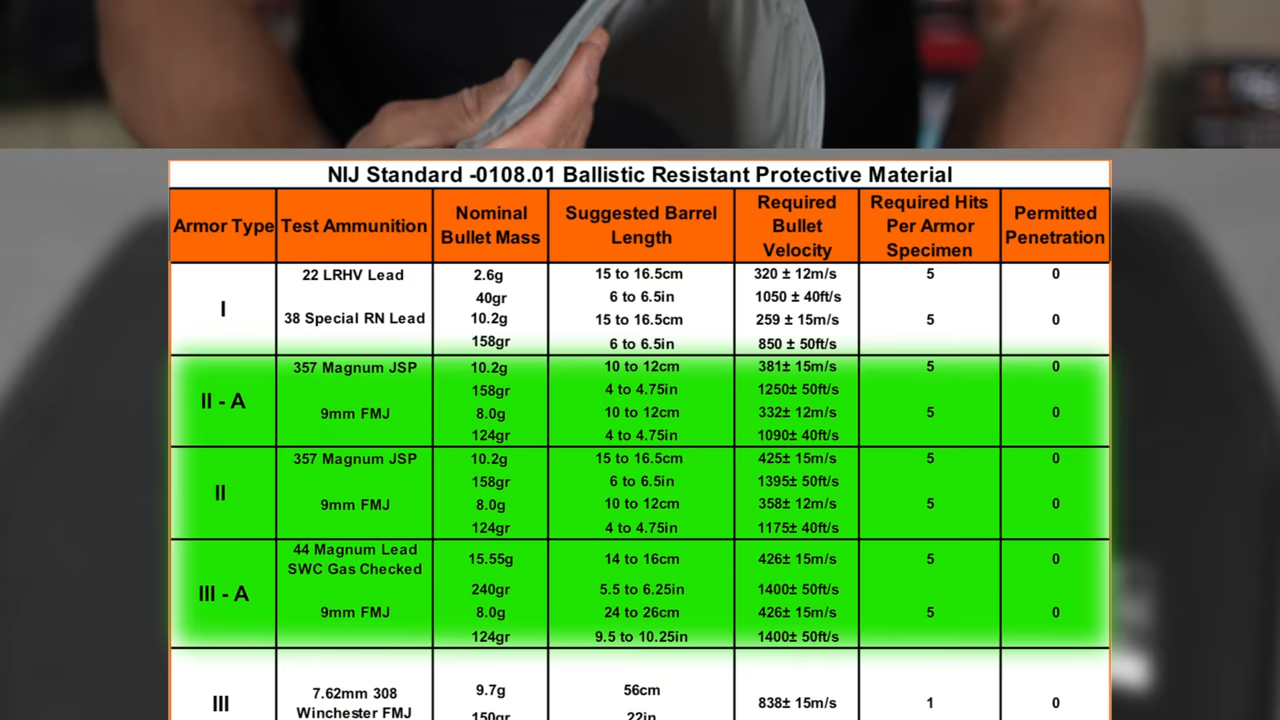 NIJ Standard -0108.01 Ballistic Resistant Protective Material
Armor Type Test Ammunition Nominal Bullet Mass Suggested Barrel Length Required Bullet Velocity Required Hits Per Armor Specimen Permitted Penetration
I
22 LRHV Lead 2.6g 15 to 16.5cm 320 ± 12m/s 5 0
40gr 6 to 6.5in 1050 ± 40ft/s
38 Special RN Lead 10.2g 15 to 16.5cm 259 ± 15m/s 5 0
158gr 6 to 6.5in 850 ± 50ft/s
II - A
357 Magnum JSP 10.2g 10 to 12cm 381± 15m/s 5 0
158gr 4 to 4.75in 1250± 50ft/s
9mm FMJ 8.0g 10 to 12cm 332± 12m/s 5 0
124gr 4 to 4.75in 1090± 40ft/s
II
357 Magnum JSP 10.2g 15 to 16.5cm 425± 15m/s 5 0
158gr 6 to 6.5in 1395± 50ft/s
9mm FMJ 8.0g 10 to 12cm 358± 12m/s 5 0
124gr 4 to 4.75in 1175± 40ft/s
III - A
44 Magnum Lead
SWC Gas Checked 15.55g 14 to 16cm 426± 15m/s 5 0
240gr 5.5 to 6.25in 1400± 50ft/s
9mm FMJ 8.0g 24 to 26cm 426± 15m/s 5 0
124gr 9.5 to 10.25in 1400± 50ft/s
III
7.62mm 308 9.7g 56cm 838± 15m/s 1 0
Winchester FMJ 150gr 22in